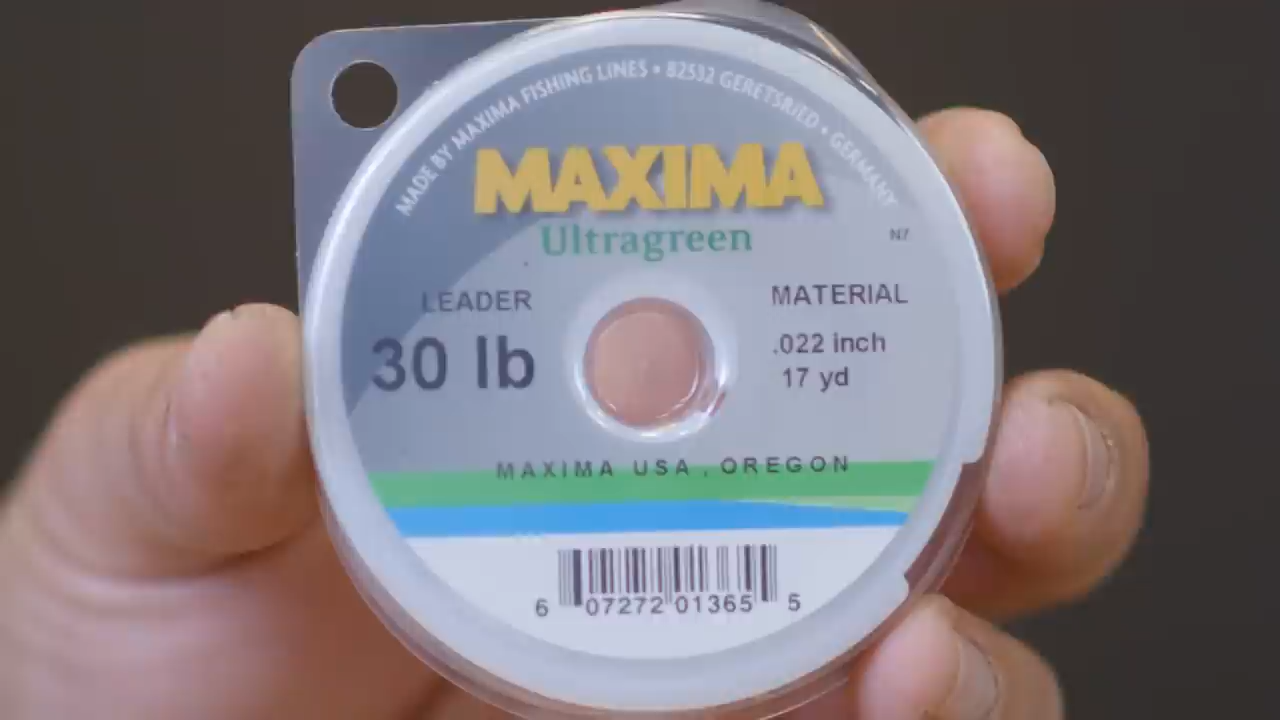 MADE BY MAXIMA FISHING LINES • 82532 GERETSRIED • GERMANY
MAXIMA
Ultragreen
NZ
LEADER
30 lb
MATERIAL
.022 inch
17 yd
MAXIMA USA , OREGON
6 07272 01365 5